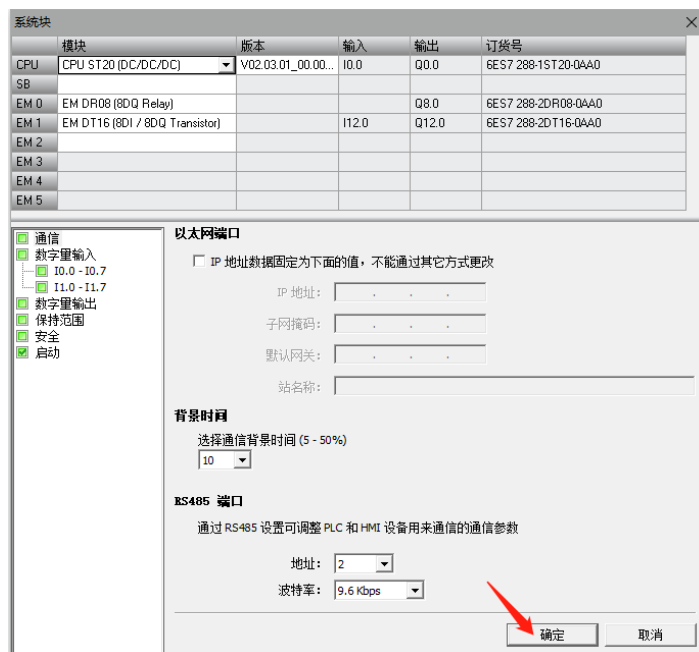 系统块
模块 版本 输入 输出 订货号
CPU CPU ST20 (DC/DC/DC) V02.03.01_00.00... I0.0 Q0.0 6ES7 288-1ST20-0AA0
SB
EM 0 EM DR08 (8DQ Relay) Q8.0 6ES7 288-2DR08-0AA0
EM 1 EM DT16 (8DI / 8DQ Transistor) I12.0 Q12.0 6ES7 288-2DT16-0AA0
EM 2
EM 3
EM 4
EM 5
通信
数字量输入
I0.0 - I0.7
I1.0 - I1.7
数字量输出
保持范围
安全
启动
以太网端口
IP 地址数据固定为下面的值，不能通过其它方式更改
IP 地址： . . .
子网掩码： . . .
默认网关： . . .
站名称：
背景时间
选择通信背景时间 (5 - 50%)
10
RS485 端口
通过 RS485 设置可调整 PLC 和 HMI 设备用来通信的通信参数
地址： 2
波特率： 9.6 Kbps
确定 取消